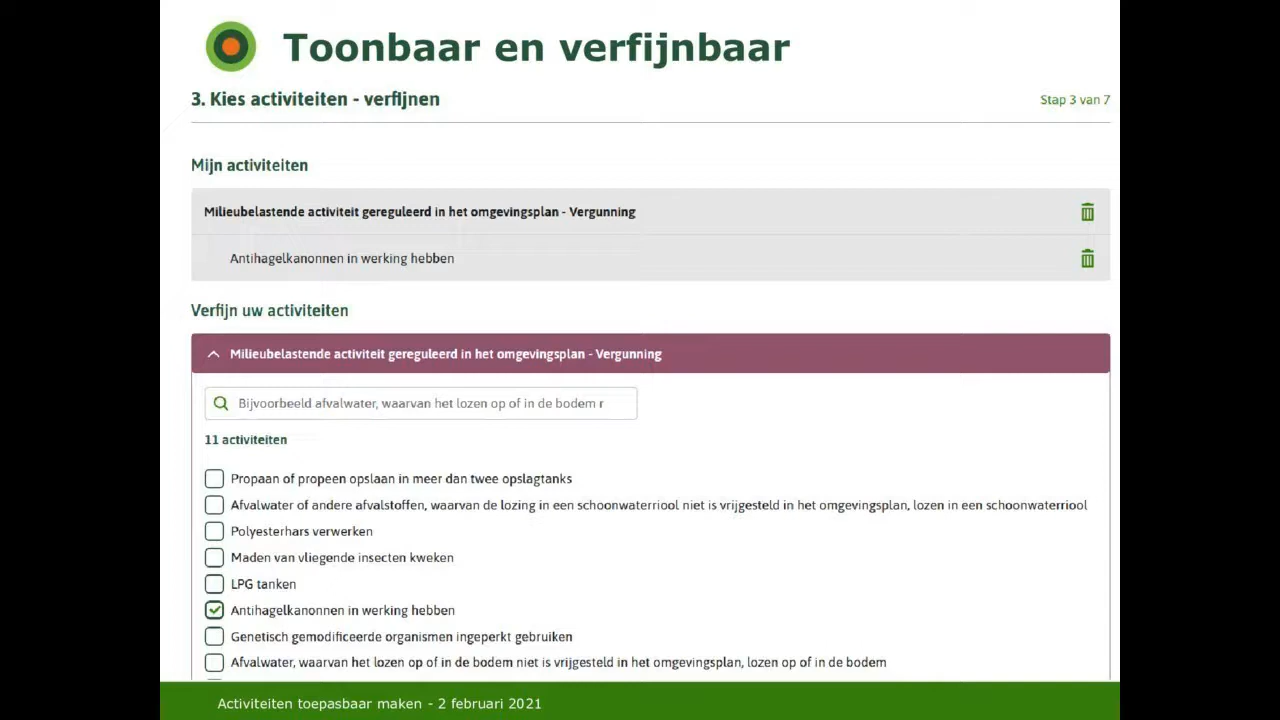 Toonbaar en verfijnbaar
3. Kies activiteiten - verfijnen
Stap 3 van 7
Mijn activiteiten
Milieubelastende activiteit gereguleerd in het omgevingsplan - Vergunning
Antihagelkanonnen in werking hebben
Verfijn uw activiteiten
Milieubelastende activiteit gereguleerd in het omgevingsplan - Vergunning
Bijvoorbeeld afvalwater, waarvan het lozen op of in de bodem r
11 activiteiten
Propaan of propeen opslaan in meer dan twee opslagtanks
Afvalwater of andere afvalstoffen, waarvan de lozing in een schoonwaterriool niet is vrijgesteld in het omgevingsplan, lozen in een schoonwaterriool
Polyesterhars verwerken
Maden van vliegende insecten kweken
LPG tanken
Antihagelkanonnen in werking hebben
Genetisch gemodificeerde organismen ingeperkt gebruiken
Afvalwater, waarvan het lozen op of in de bodem niet is vrijgesteld in het omgevingsplan, lozen op of in de bodem
Activiteiten toepasbaar maken - 2 februari 2021